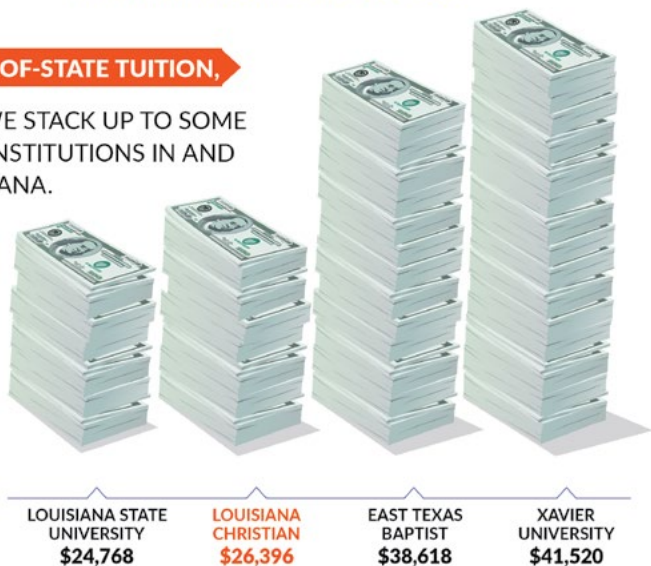 OF-STATE TUITION,
E STACK UP TO SOME
NSTITUTIONS IN AND
ANA.
LOUISIANA STATE
UNIVERSITY
$24,768
LOUISIANA
CHRISTIAN
$26,396
EAST TEXAS
BAPTIST
$38,618
XAVIER
UNIVERSITY
$41,520